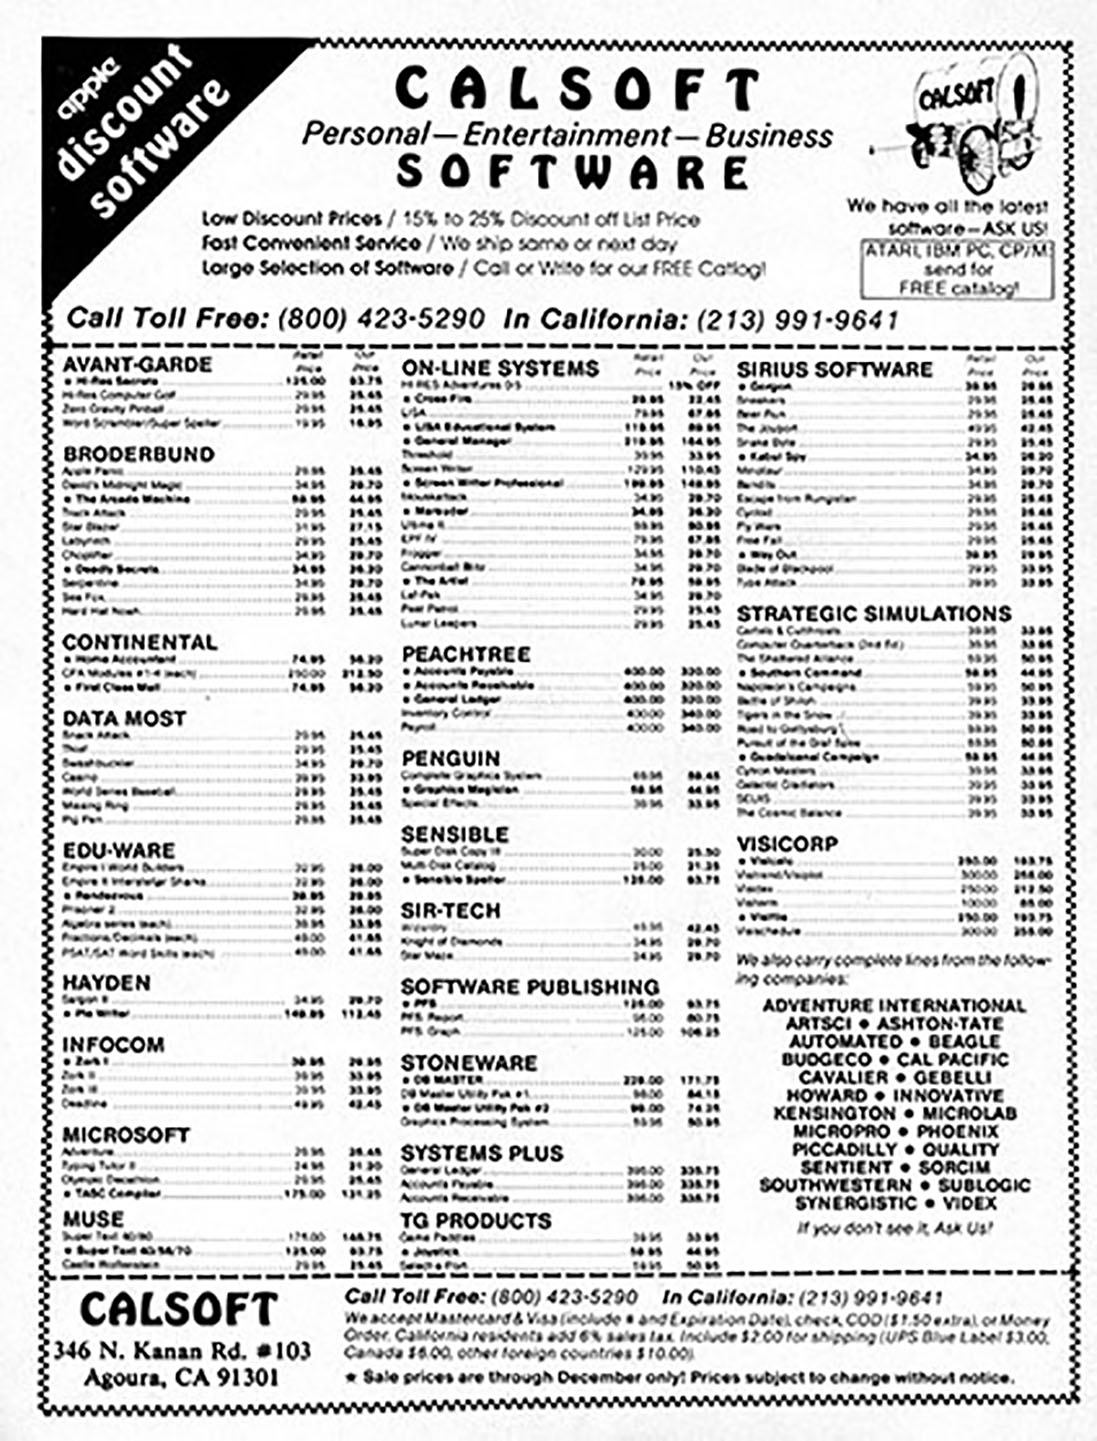 apple
discount
software
CALSOFT
Personal—Entertainment—Business
SOFTWARE
CALSOFT
Low Discount Prices / 15% to 25% Discount off List Price
Fast Convenient Service / We ship same or next day
Large Selection of Software / Call or Write for our FREE Catlog!
We have all the latest
software—ASK US!
ATARI, IBM PC, CP/M
send for
FREE catalog!
Call Toll Free: (800) 423-5290 In California: (213) 991-9641
AVANT-GARDE Retail Price Our Price
Hi-Res Secrets 125.00 93.75
Hi-Res Computer Golf 29.95 25.45
Zero Gravity Pinball 29.95 25.45
Word Scrambler/Super Speller 19.95 16.95
BRODERBUND
Apple Panic 29.95 25.45
David's Midnight Magic 34.95 29.70
The Arcade Machine 44.95
Track Attack 29.95 25.45
Star Blazer 31.95 27.15
Labyrinth 29.95 25.45
Choplifter 34.95 29.70
Deadly Secrets 34.95 26.20
Serpentine 34.95 29.70
Sea Fox 29.95 25.45
Hard Hat Mack 29.95 25.45
CONTINENTAL
Home Accountant 74.95 56.20
CPA Modules #1-4 (each) 250.00 212.50
First Class Mail 74.95 56.20
DATA MOST
Snack Attack 29.95 25.45
Thief 29.95 25.45
Swashbuckler 34.95 29.70
Casino 39.95 33.95
World Series Baseball 29.95 25.45
Missing Ring 29.95 25.45
Pig Pen 29.95 25.45
EDU-WARE
Empire I World Builders 32.95 28.00
Empire II Interstellar Sharks 32.95 28.00
Rendezvous 39.95 29.95
Prisoner 2 32.95 28.00
Algebra series (each) 39.95 33.95
Fractions/Decimals (each) 49.00 41.65
PSAT/SAT Word Skills (each) 49.00 41.65
HAYDEN
Sargon II 34.95 29.70
Pie Writer 149.95 112.45
INFOCOM
Zork I 39.95 29.95
Zork II 39.95 33.95
Zork III 39.95 33.95
Deadline 49.95 42.45
MICROSOFT
Adventure 29.95 25.45
Typing Tutor II 24.95 21.20
Olympic Decathlon 29.95 25.45
TASC Compiler 175.00 131.25
MUSE
Super Text 40/80 175.00 148.75
Super Text 40/56/70 125.00 93.75
Castle Wolfenstein 29.95 25.45
ON-LINE SYSTEMS Retail Price Our Price
HI-RES Adventures 0-5 15% OFF
Cross Fire 29.95 22.45
LISA 79.95 67.95
LISA Educational System 119.95 89.95
General Manager 219.95 164.95
Threshold 39.95 33.95
Screen Writer 129.95 110.45
Screen Writer Professional 199.95 149.95
Mouskattack 34.95 29.70
Marauder 34.95 26.20
Ultima II 59.95 50.95
EPF IV 79.95 67.95
Frogger 34.95 29.70
Cannonball Blitz 34.95 29.70
The Artist 79.95 59.95
Laf-Pak 34.95 29.70
Pest Patrol 29.95 25.45
Lunar Leepers 29.95 25.45
PEACHTREE
Accounts Payable 400.00 320.00
Accounts Receivable 400.00 320.00
General Ledger 400.00 320.00
Inventory Control 400.00 340.00
Payroll 400.00 340.00
PENGUIN
Complete Graphics System
Graphics Magician 59.95 44.95
Special Effects 39.95 33.95
SENSIBLE
Super Disk Copy III 30.00 25.50
Multi-Disk Catalog 25.00 21.25
Sensible Speller 125.00 93.75
SIR-TECH
Wizardry 49.95 42.45
Knight of Diamonds 34.95 29.70
Star Maze 34.95 29.70
SOFTWARE PUBLISHING
PFS 125.00 93.75
PFS Report 95.00 80.75
PFS Graph 125.00 106.25
STONEWARE
DB MASTER 229.00 171.75
DB Master Utility Pak #1 99.00 84.15
DB Master Utility Pak #2 99.00 74.25
Graphics Processing System 59.95 50.95
SYSTEMS PLUS
General Ledger 395.00 335.75
Accounts Payable 395.00 335.75
Accounts Receivable 395.00 335.75
TG PRODUCTS
Game Paddles 39.95 33.95
Joystick 59.95 44.95
Select-a-Port 59.95 50.95
SIRIUS SOFTWARE Retail Price Our Price
Gorgon 39.95 29.95
Sneakers 29.95 25.45
Beer Run 29.95 25.45
The Joyport 49.95 42.45
Snake Byte 29.95 25.45
Kabul Spy 34.95 26.20
Minotaur 34.95 29.70
Bandits 34.95 29.70
Escape from Rungistan 29.95 25.45
Cyclod 29.95 25.45
Fly Wars 29.95 25.45
Free Fall 29.95 25.45
Way Out 39.95 29.95
Blade of Blackpool 39.95 33.95
Type Attack 39.95 33.95
STRATEGIC SIMULATIONS
Cartels & Cutthroats 39.95 33.95
Computer Quarterback (2nd Ed.) 39.95 33.95
The Shattered Alliance 59.95 50.95
Southern Command 59.95 44.95
Napoleon's Campaigns 59.95 50.95
Battle of Shiloh 39.95 33.95
Tigers in the Snow 39.95 33.95
Road to Gettysburg 59.95 50.95
Pursuit of the Graf Spee 59.95 50.95
Guadalcanal Campaign 59.95 44.95
Cytron Masters 39.95 33.95
Galactic Gladiators 39.95 33.95
The Cosmic Balance 39.95 33.95
VISICORP
Visicalc 250.00
Visitrend/Visiplot 300.00 255.00
Visidex 250.00 212.50
Visiterm 100.00 85.00
Visifile 250.00
Visischedule 300.00 255.00
We also carry complete lines from the follow-
ing companies:
ADVENTURE INTERNATIONAL
ARTSCI • ASHTON-TATE
AUTOMATED • BEAGLE
BUDGECO • CAL PACIFIC
CAVALIER • GEBELLI
HOWARD • INNOVATIVE
KENSINGTON • MICROLAB
MICROPRO • PHOENIX
PICCADILLY • QUALITY
SENTIENT • SORCIM
SOUTHWESTERN • SUBLOGIC
SYNERGISTIC • VIDEX
If you don't see it, Ask Us!
CALSOFT
346 N. Kanan Rd. #103
Agoura, CA 91301
Call Toll Free: (800) 423-5290 In California: (213) 991-9641
We accept Mastercard & Visa (include # and Expiration Date), check, COD ($1.50 extra), or Money
Order. California residents add 6% sales tax. Include $2.00 for shipping (UPS Blue Label $3.00,
Canada $5.00, other foreign countries $10.00).
★ Sale prices are through December only! Prices subject to change without notice.